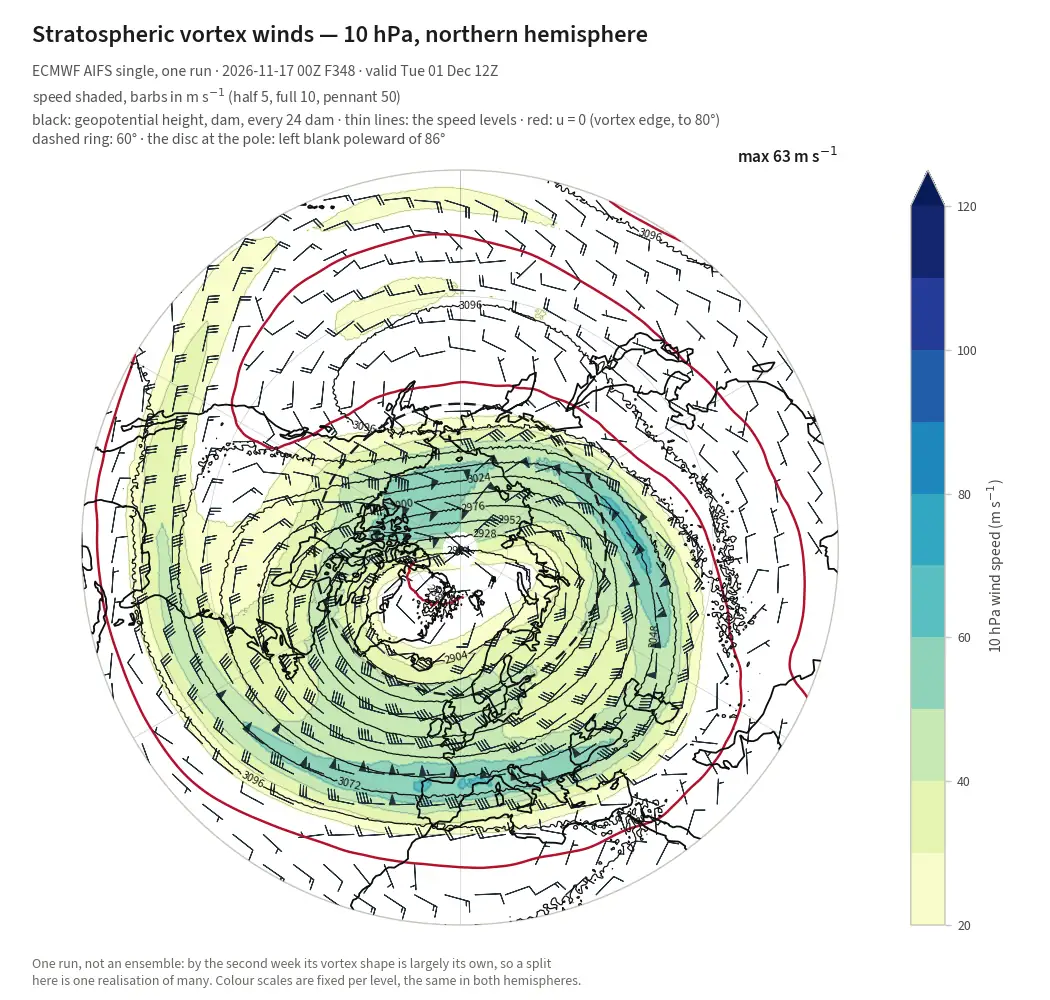 Stratospheric vortex winds — 10 hPa, northern hemisphere
ECMWF AIFS single, one run · 2026-11-17 00Z F348 · valid Tue 01 Dec 12Z
speed shaded, barbs in m s⁻¹ (half 5, full 10, pennant 50)
black: geopotential height, dam, every 24 dam · thin lines: the speed levels · red: u = 0 (vortex edge, to 80°)
dashed ring: 60° · the disc at the pole: left blank poleward of 86°
max 63 m s⁻¹
120
100
80
60
40
20
10 hPa wind speed (m s⁻¹)
3096
3096
3096
3024
2976
2952
2928
2904
3072
3096
One run, not an ensemble: by the second week its vortex shape is largely its own, so a split
here is one realisation of many. Colour scales are fixed per level, the same in both hemispheres.